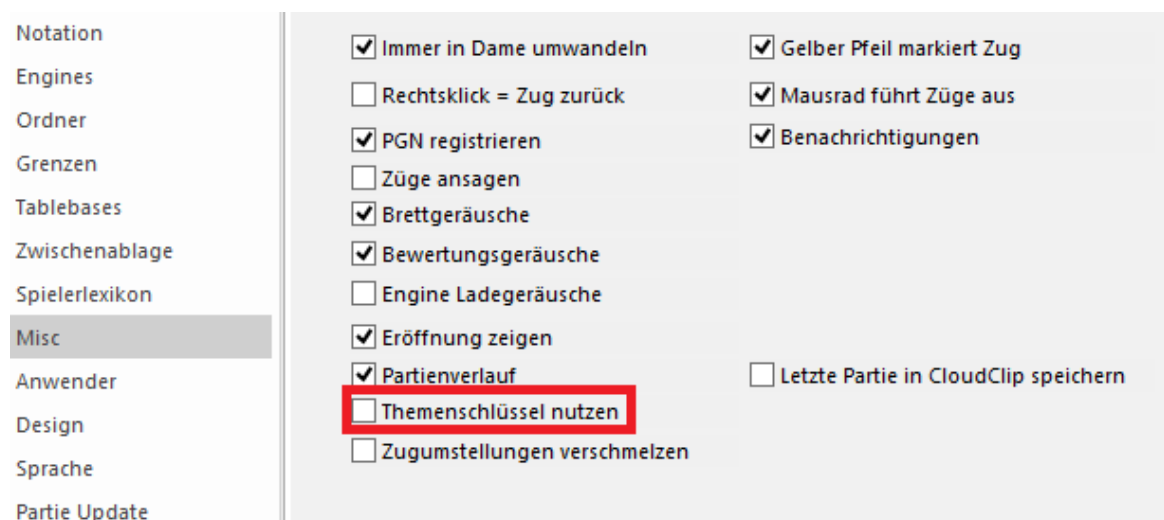 Notation
Engines
Ordner
Grenzen
Tablebases
Zwischenablage
Spielerlexikon
Misc
Anwender
Design
Sprache
Partie Update
Immer in Dame umwandeln
Rechtsklick = Zug zurück
PGN registrieren
Züge ansagen
Brettgeräusche
Bewertungsgeräusche
Engine Ladegeräusche
Eröffnung zeigen
Partienverlauf
Themenschlüssel nutzen
Zugumstellungen verschmelzen
Gelber Pfeil markiert Zug
Mausrad führt Züge aus
Benachrichtigungen
Letzte Partie in CloudClip speichern